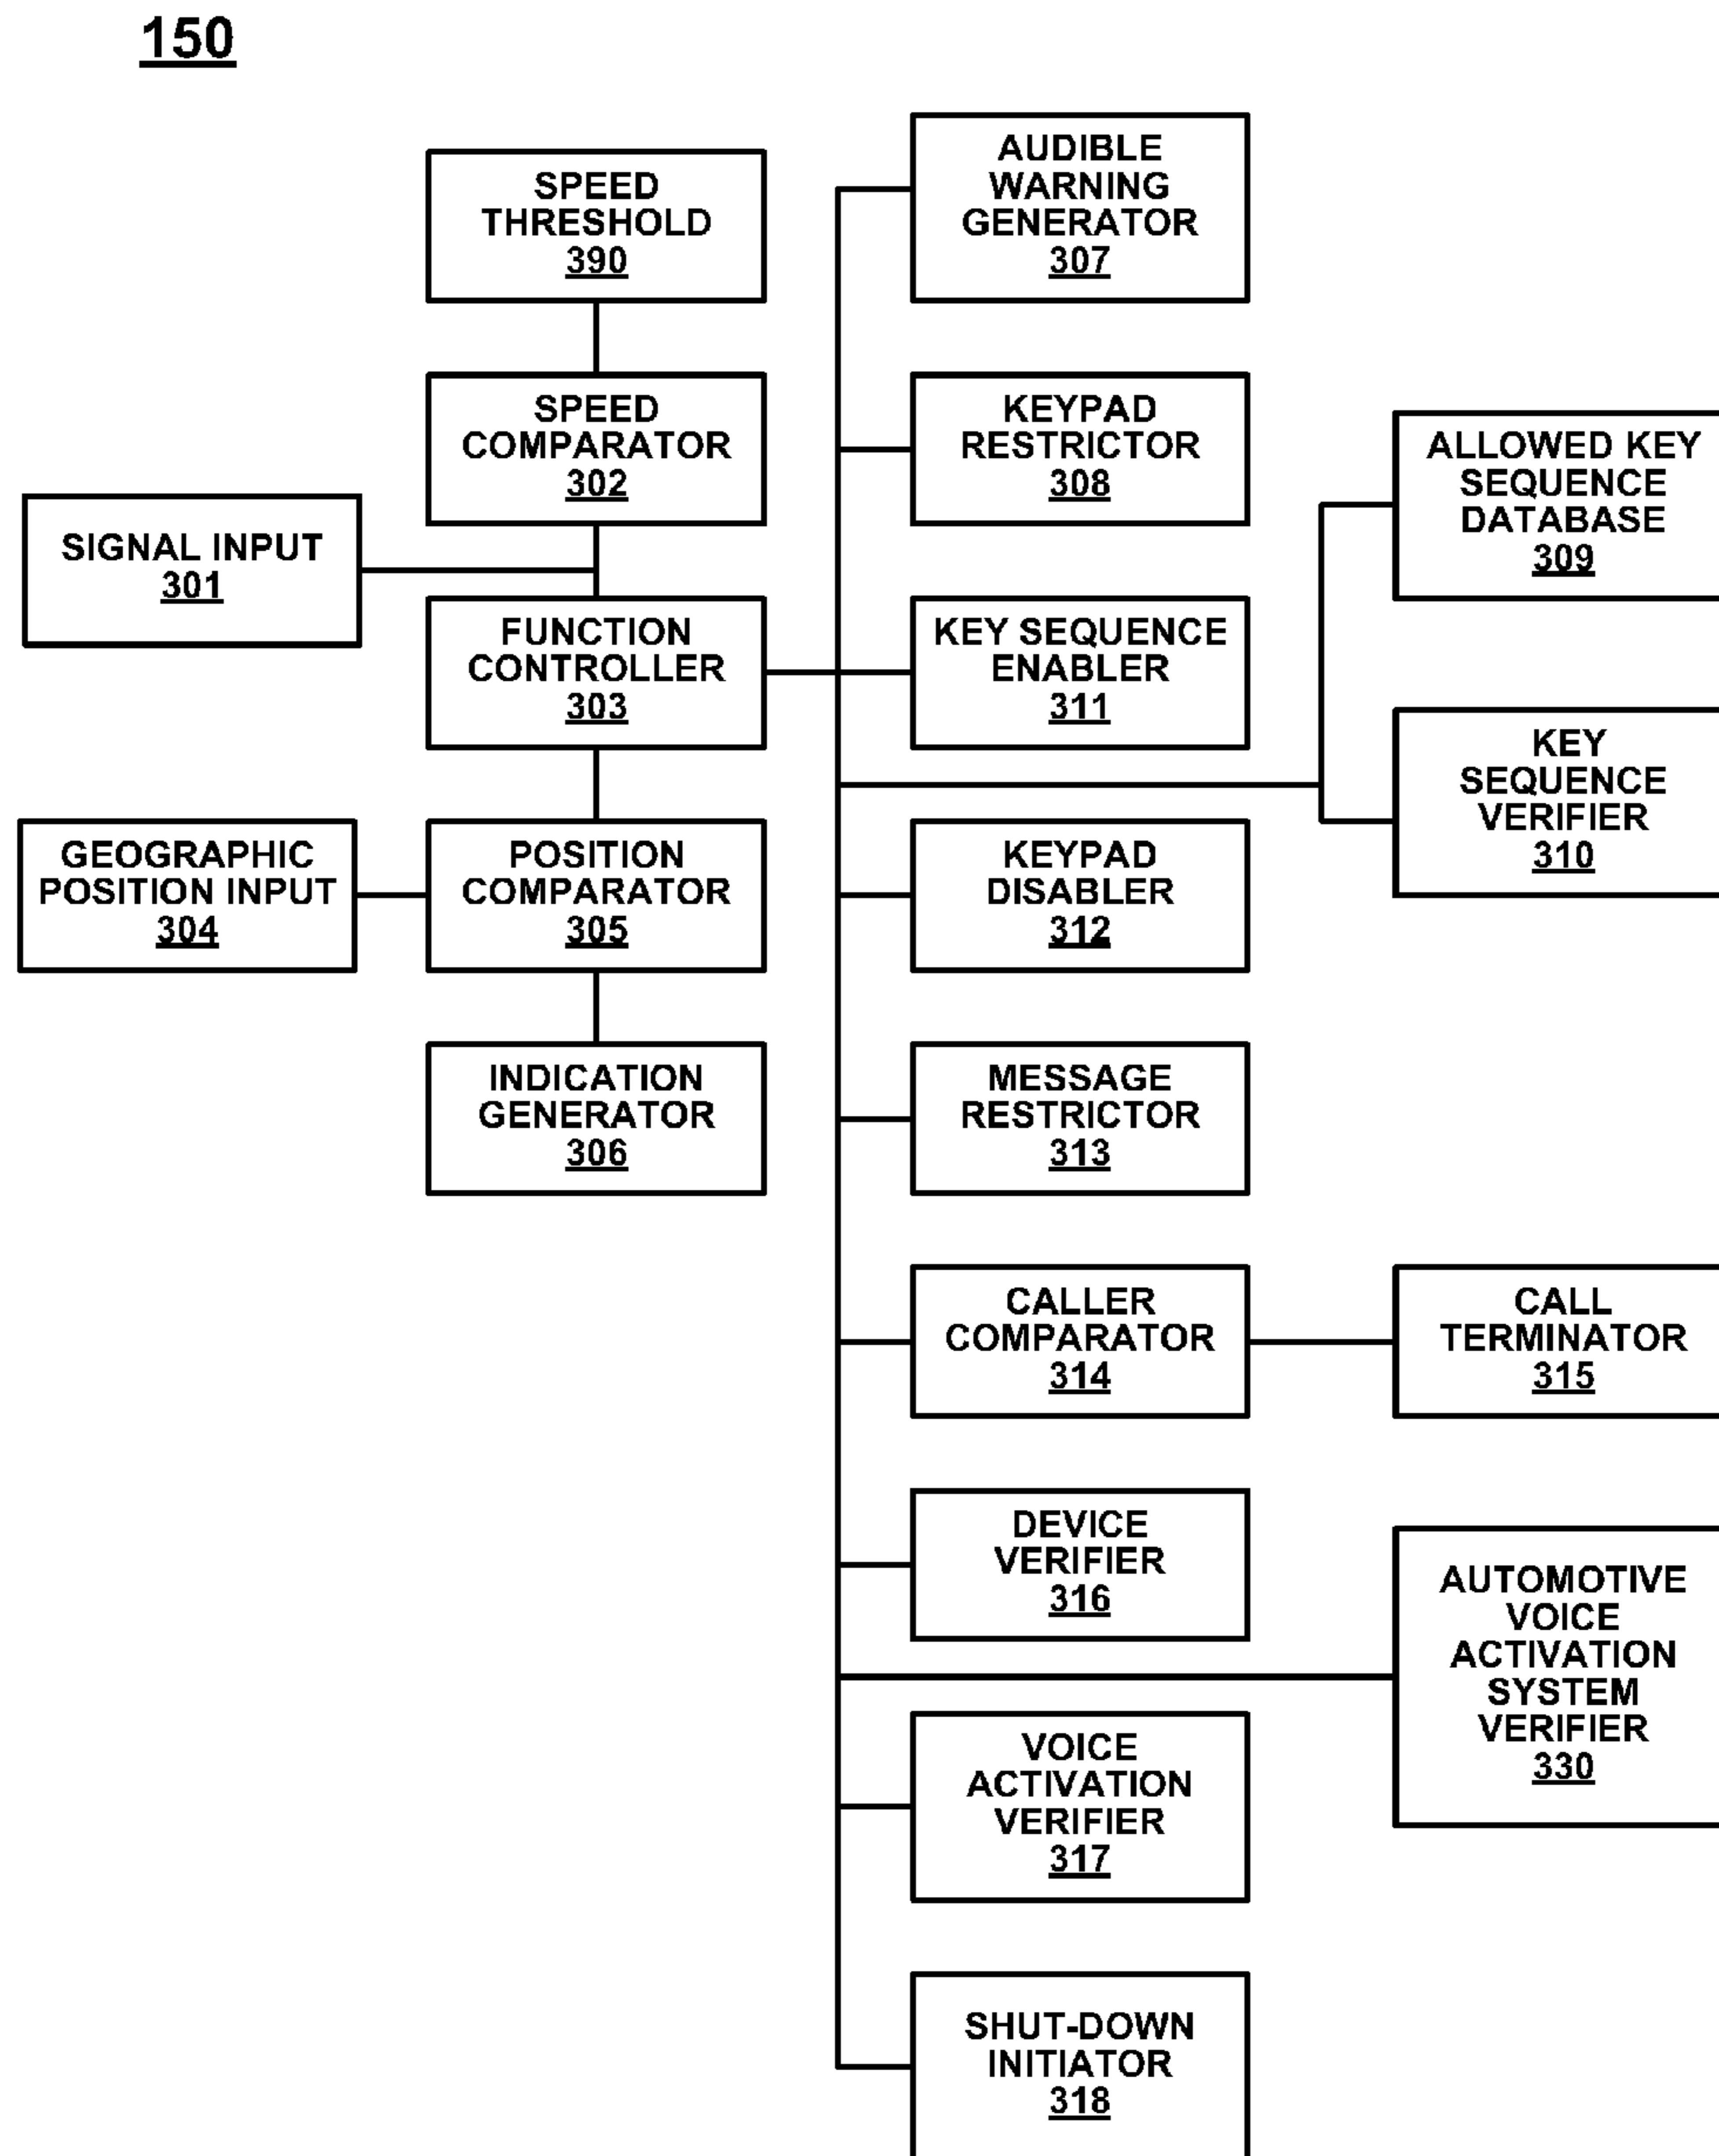 150
SPEED
THRESHOLD
390
SPEED
COMPARATOR
302
SIGNAL INPUT
301
FUNCTION
CONTROLLER
303
GEOGRAPHIC
POSITION INPUT
304
POSITION
COMPARATOR
305
INDICATION
GENERATOR
306
AUDIBLE
WARNING
GENERATOR
307
KEYPAD
RESTRICTOR
308
KEY SEQUENCE
ENABLER
311
ALLOWED KEY
SEQUENCE
DATABASE
309
KEY
SEQUENCE
VERIFIER
310
KEYPAD
DISABLER
312
MESSAGE
RESTRICTOR
313
CALLER
COMPARATOR
314
CALL
TERMINATOR
315
DEVICE
VERIFIER
316
AUTOMOTIVE
VOICE
ACTIVATION
SYSTEM
VERIFIER
330
VOICE
ACTIVATION
VERIFIER
317
SHUT-DOWN
INITIATOR
318